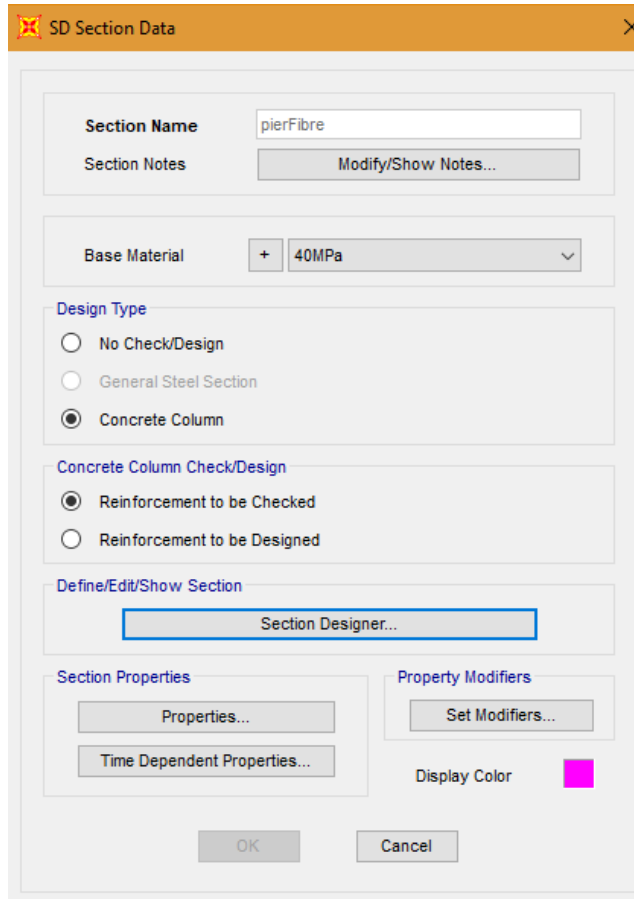 SD Section Data
Section Name pierFibre
Section Notes Modify/Show Notes...
Base Material + 40MPa
Design Type
No Check/Design
General Steel Section
Concrete Column
Concrete Column Check/Design
Reinforcement to be Checked
Reinforcement to be Designed
Define/Edit/Show Section
Section Designer...
Section Properties
Properties...
Time Dependent Properties...
Property Modifiers
Set Modifiers...
Display Color
OK Cancel